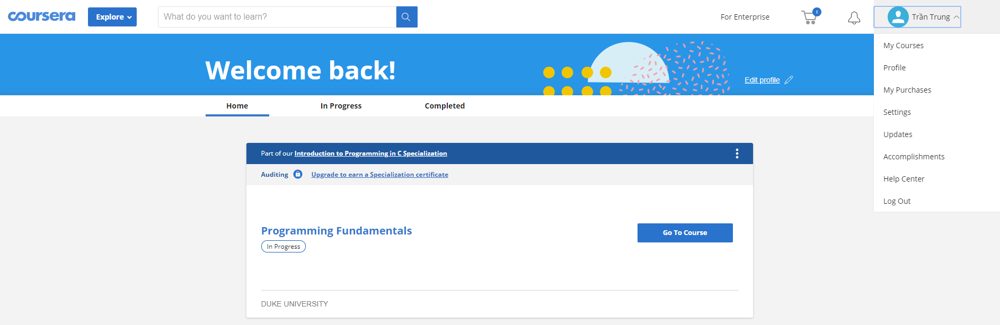 coursera Explore What do you want to learn? For Enterprise 1 Trần Trung
My Courses
Profile
My Purchases
Settings
Updates
Accomplishments
Help Center
Log Out
Welcome back!
Edit profile
Home In Progress Completed
Part of our Introduction to Programming in C Specialization
Auditing Upgrade to earn a Specialization certificate
Programming Fundamentals
Go To Course
In Progress
DUKE UNIVERSITY